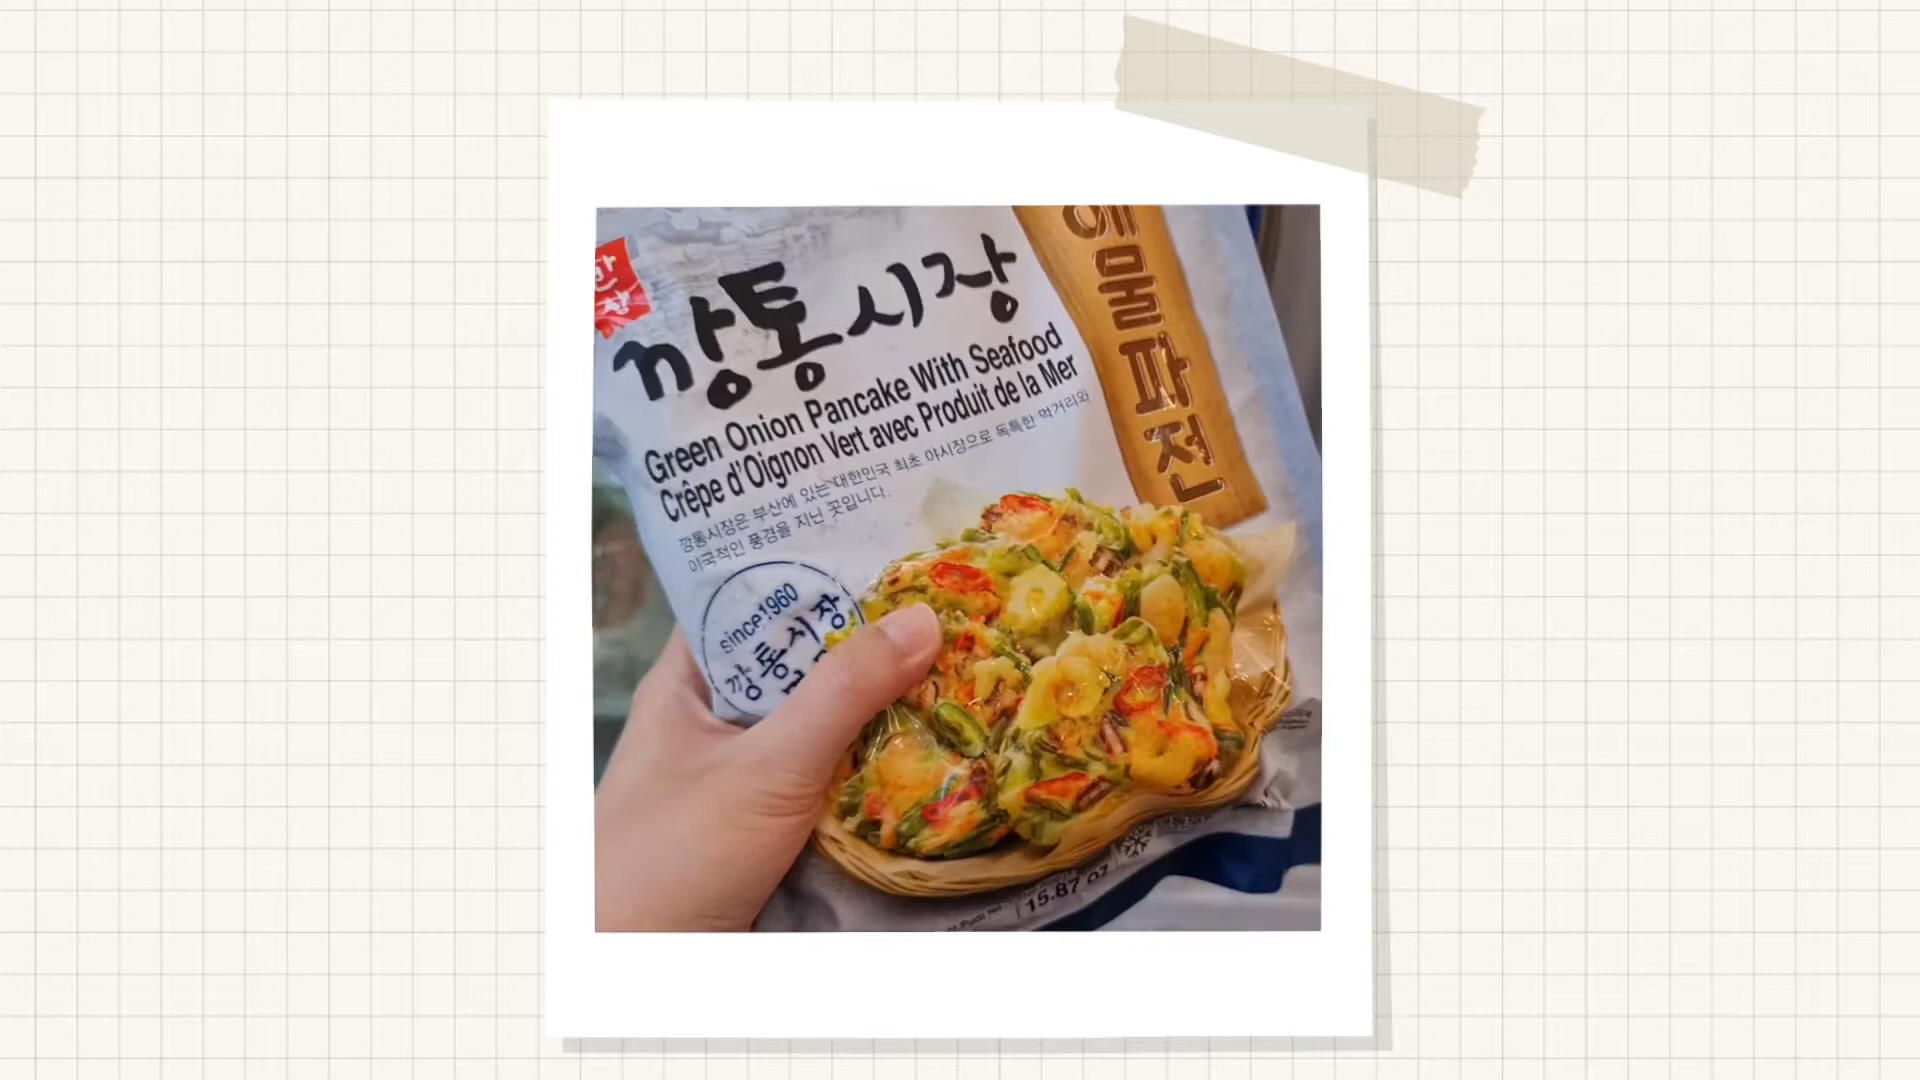 깡통시장
Green Onion Pancake With Seafood
Crêpe d'Oignon Vert avec Produit de la Mer
깡통시장은 부산에 있는 대한민국 최초 야시장으로 독특한 먹거리와
이국적인 풍경을 지닌 곳입니다.
물파전
since1960
깡통시장
15.87 oz